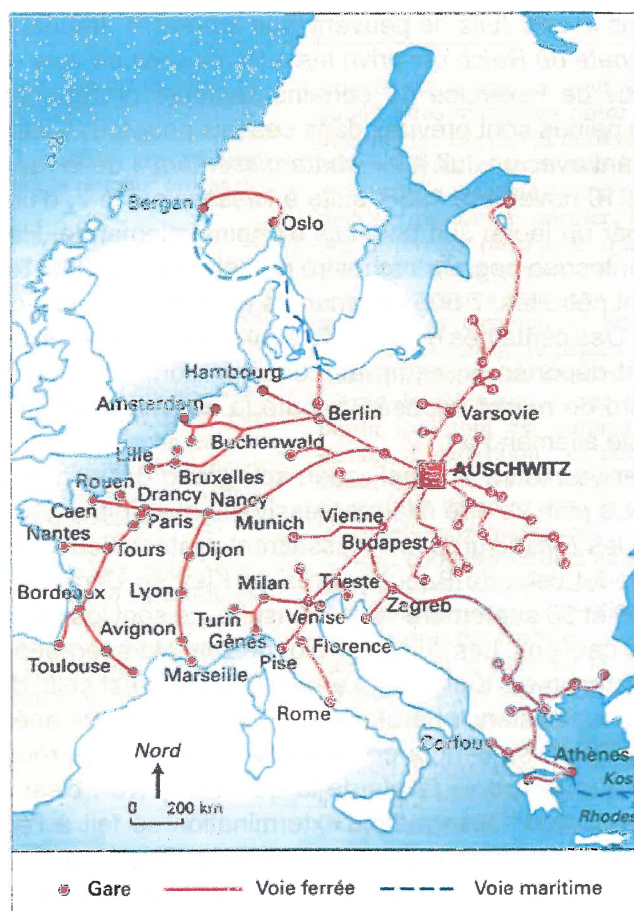 Bergen
Oslo
Hambourg
Amsterdam
Berlin
Varsovie
Buchenwald
Lille
AUSCHWITZ
Bruxelles
Rouen
Drancy
Nancy
Caen
Paris
Munich
Vienne
Nantes
Budapest
Tours
Dijon
Milan
Trieste
Bordeaux
Lyon
Zagreb
Turin
Venise
Avignon
Gênes
Florence
Toulouse
Marseille
Pise
Rome
Nord
Corfou
Athènes
Kos
0 200 km
Rhodes
Gare Voie ferrée Voie maritime